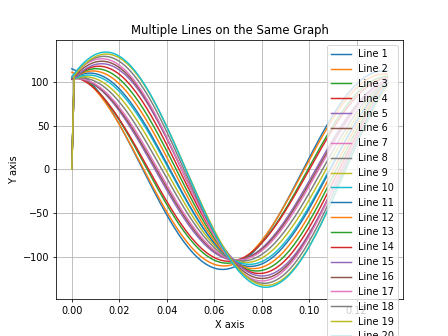 Multiple Lines on the Same Graph
Y axis
100
50
0
−50
−100
0.00
0.02
0.04
0.06
0.08
0.10
X axis
Line 1
Line 2
Line 3
Line 4
Line 5
Line 6
Line 7
Line 8
Line 9
Line 10
Line 11
Line 12
Line 13
Line 14
Line 15
Line 16
Line 17
Line 18
Line 19
Line 20